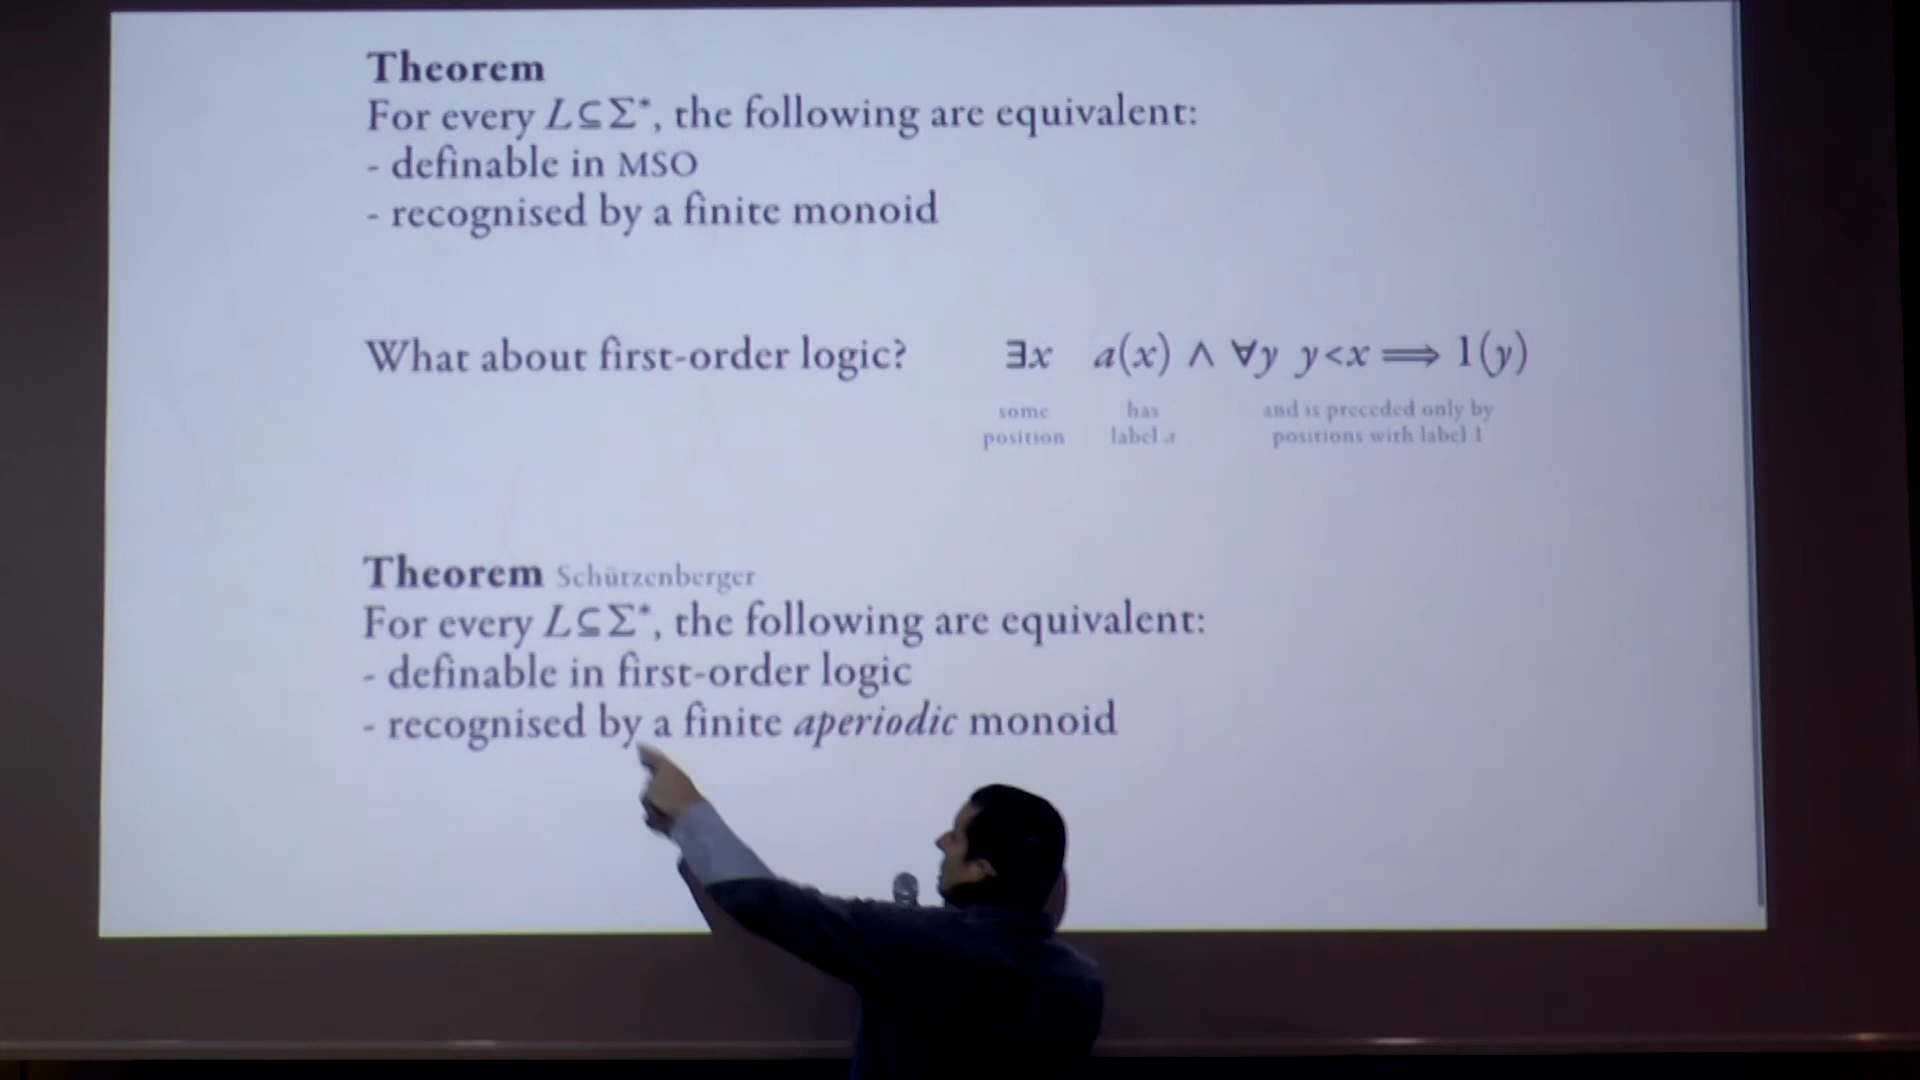 Theorem
For every L⊆Σ*, the following are equivalent:
- definable in MSO
- recognised by a finite monoid
What about first-order logic? ∃x a(x) ∧ ∀y y<x ⟹ 1(y)
some has and is preceded only by
position label a positions with label 1
Theorem Schützenberger
For every L⊆Σ*, the following are equivalent:
- definable in first-order logic
- recognised by a finite aperiodic monoid